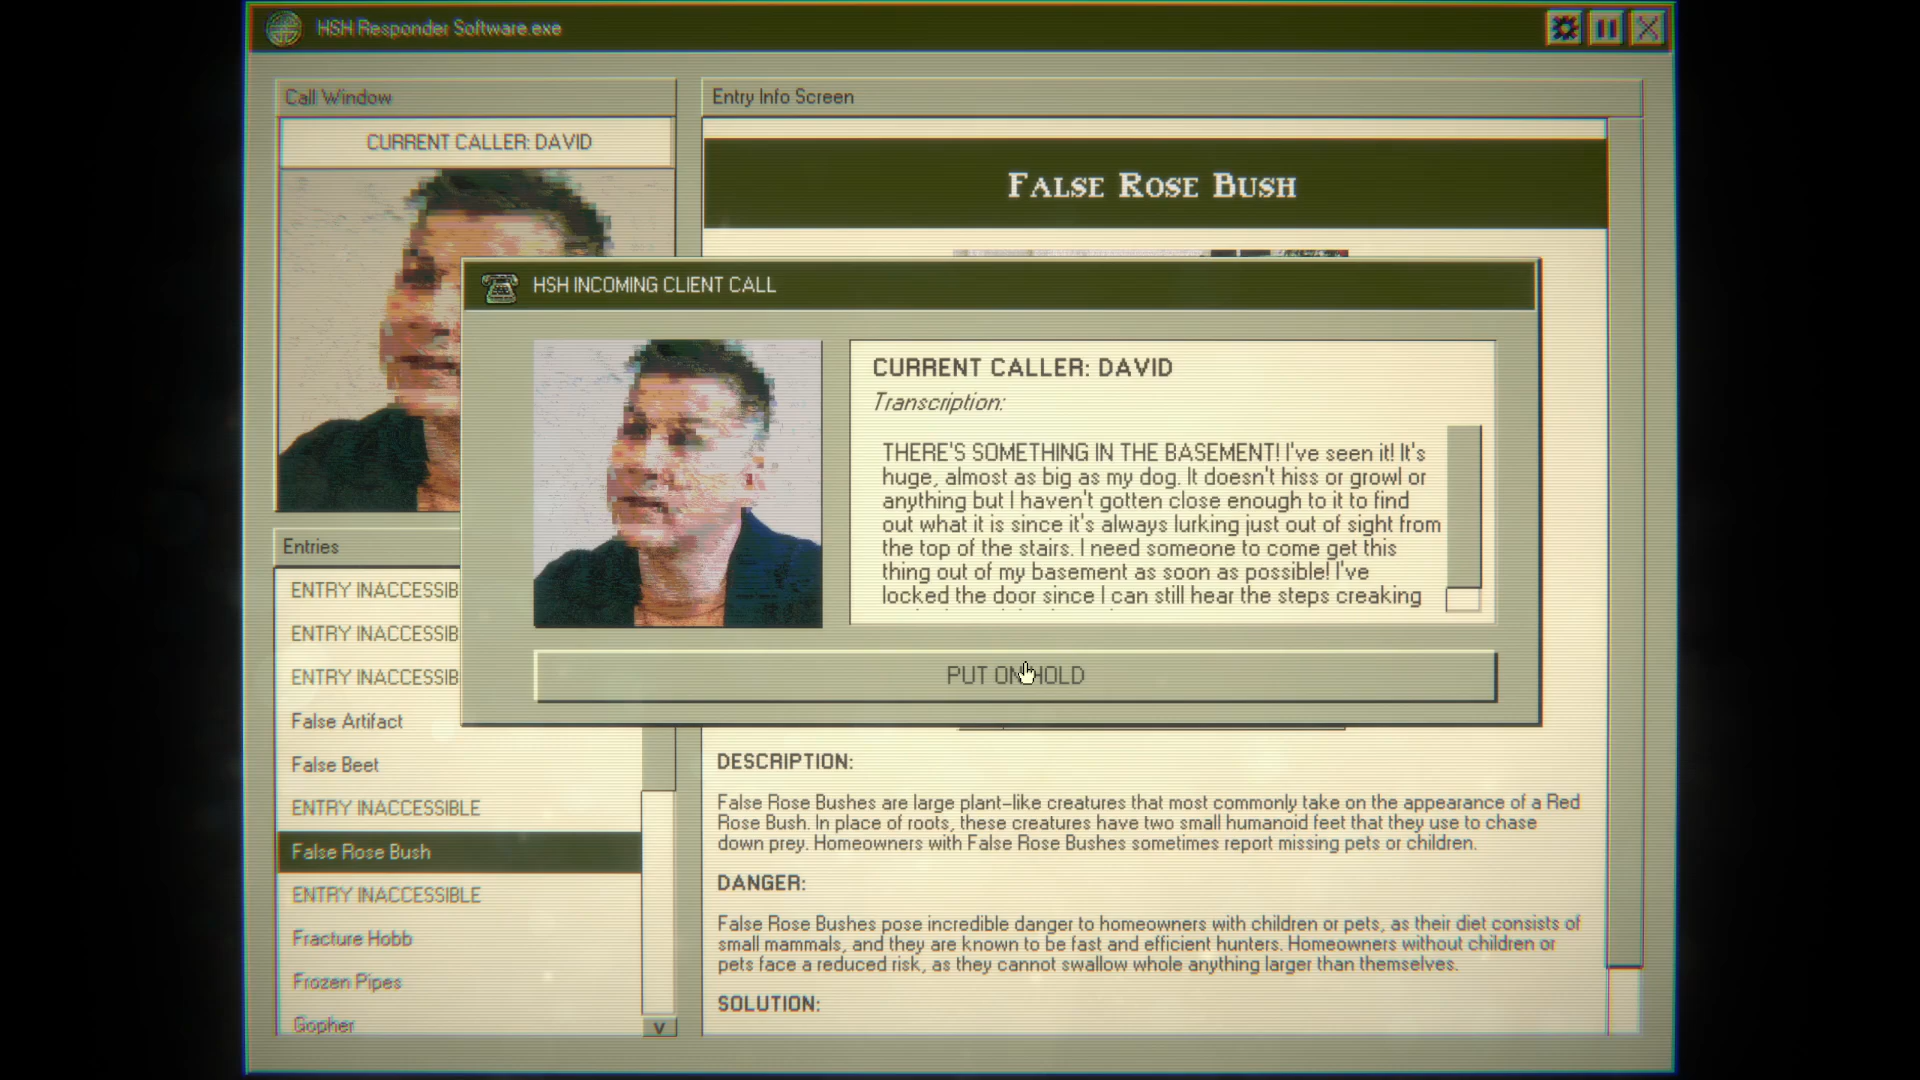 HSH Responder Software.exe
Call Window
CURRENT CALLER: DAVID
Entry Info Screen
FALSE ROSE BUSH
HSH INCOMING CLIENT CALL
CURRENT CALLER: DAVID
Transcription:
THERE'S SOMETHING IN THE BASEMENT! I've seen it! It's
huge, almost as big as my dog. It doesn't hiss or growl or
anything but I haven't gotten close enough to it to find
out what it is since it's always lurking just out of sight from
the top of the stairs. I need someone to come get this
thing out of my basement as soon as possible! I've
locked the door since I can still hear the steps creaking
PUT ON HOLD
Entries
ENTRY INACCESSIB
ENTRY INACCESSIB
ENTRY INACCESSIB
False Artifact
False Beet
ENTRY INACCESSIBLE
False Rose Bush
ENTRY INACCESSIBLE
Fracture Hobb
Frozen Pipes
Gopher
DESCRIPTION:
False Rose Bushes are large plant-like creatures that most commonly take on the appearance of a Red
Rose Bush. In place of roots, these creatures have two small humanoid feet that they use to chase
down prey. Homeowners with False Rose Bushes sometimes report missing pets or children.
DANGER:
False Rose Bushes pose incredible danger to homeowners with children or pets, as their diet consists of
small mammals, and they are known to be fast and efficient hunters. Homeowners without children or
pets face a reduced risk, as they cannot swallow whole anything larger than themselves.
SOLUTION: